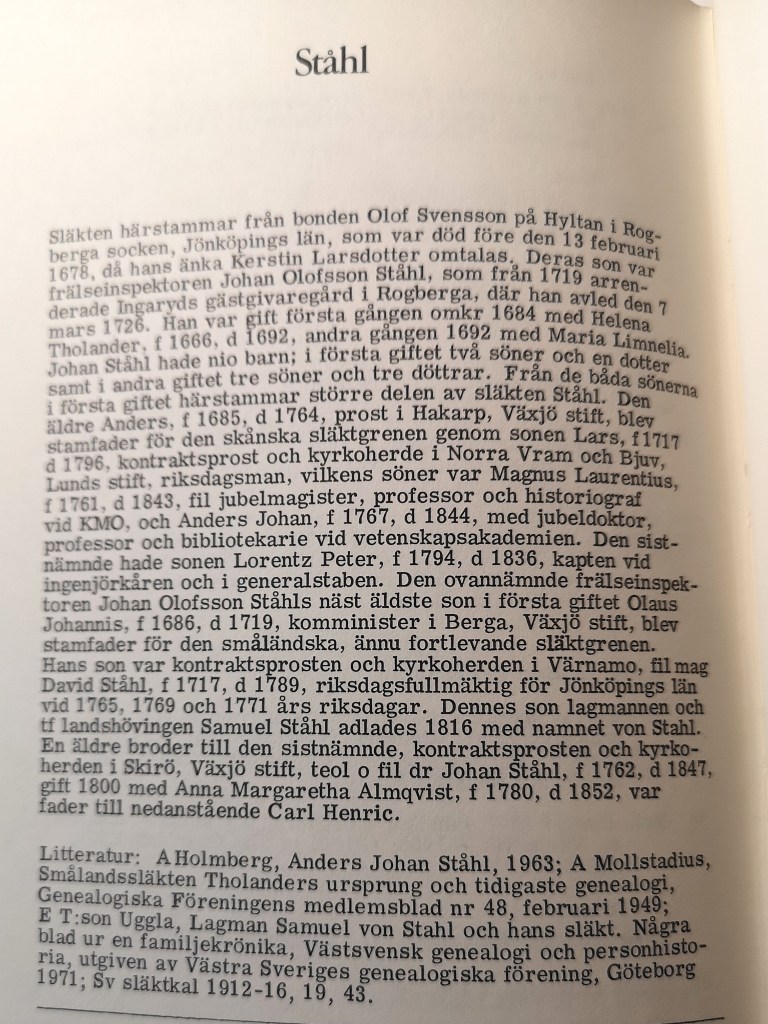 Ståhl
Släkten härstammar från bonden Olof Svensson på Hyltan i Rog-
berga socken, Jönköpings län, som var död före den 13 februari
1678, då hans änka Kerstin Larsdotter omtalas. Deras son var
frälseinspektoren Johan Olofsson Ståhl, som från 1719 arren-
derade Ingaryds gästgivaregård i Rogberga, där han avled den 7
mars 1726. Han var gift första gången omkr 1684 med Helena
Tholander, f 1666, d 1692, andra gången 1692 med Maria Limnelia.
Johan Ståhl hade nio barn; i första giftet två söner och en dotter
samt i andra giftet tre söner och tre döttrar. Från de båda sönerna
i första giftet härstammar större delen av släkten Ståhl. Den
äldre Anders, f 1685, d 1764, prost i Hakarp, Växjö stift, blev
stamfader för den skånska släktgrenen genom sonen Lars, f 1717
d 1796, kontraktsprost och kyrkoherde i Norra Vram och Bjuv,
Lunds stift, riksdagsman, vilkens söner var Magnus Laurentius,
f 1761, d 1843, fil jubelmagister, professor och historiograf
vid KMO, och Anders Johan, f 1767, d 1844, med jubeldoktor,
professor och bibliotekarie vid vetenskapsakademien. Den sist-
nämnde hade sonen Lorentz Peter, f 1794, d 1836, kapten vid
ingenjörkåren och i generalstaben. Den ovannämnde frälseinspek-
toren Johan Olofsson Ståhls näst äldste son i första giftet Olaus
Johannis, f 1686, d 1719, komminister i Berga, Växjö stift, blev
stamfader för den småländska, ännu fortlevande släktgrenen.
Hans son var kontraktsprosten och kyrkoherden i Värnamo, fil mag
David Ståhl, f 1717, d 1789, riksdagsfullmäktig för Jönköpings län
vid 1765, 1769 och 1771 års riksdagar. Dennes son lagmannen och
tf landshövingen Samuel Ståhl adlades 1816 med namnet von Stahl.
En äldre broder till den sistnämnde, kontraktsprosten och kyrko-
herden i Skirö, Växjö stift, teol o fil dr Johan Ståhl, f 1762, d 1847,
gift 1800 med Anna Margaretha Almqvist, f 1780, d 1852, var
fader till nedanstående Carl Henric.
Litteratur: A Holmberg, Anders Johan Ståhl, 1963; A Mollstadius,
Smålandssläkten Tholanders ursprung och tidigaste genealogi,
Genealogiska Föreningens medlemsblad nr 48, februari 1949;
E T:son Uggla, Lagman Samuel von Stahl och hans släkt. Några
blad ur en familjekrönika, Västsvensk genealogi och personhisto-
ria, utgiven av Västra Sveriges genealogiska förening, Göteborg
1971; Sv släktkal 1912-16, 19, 43.